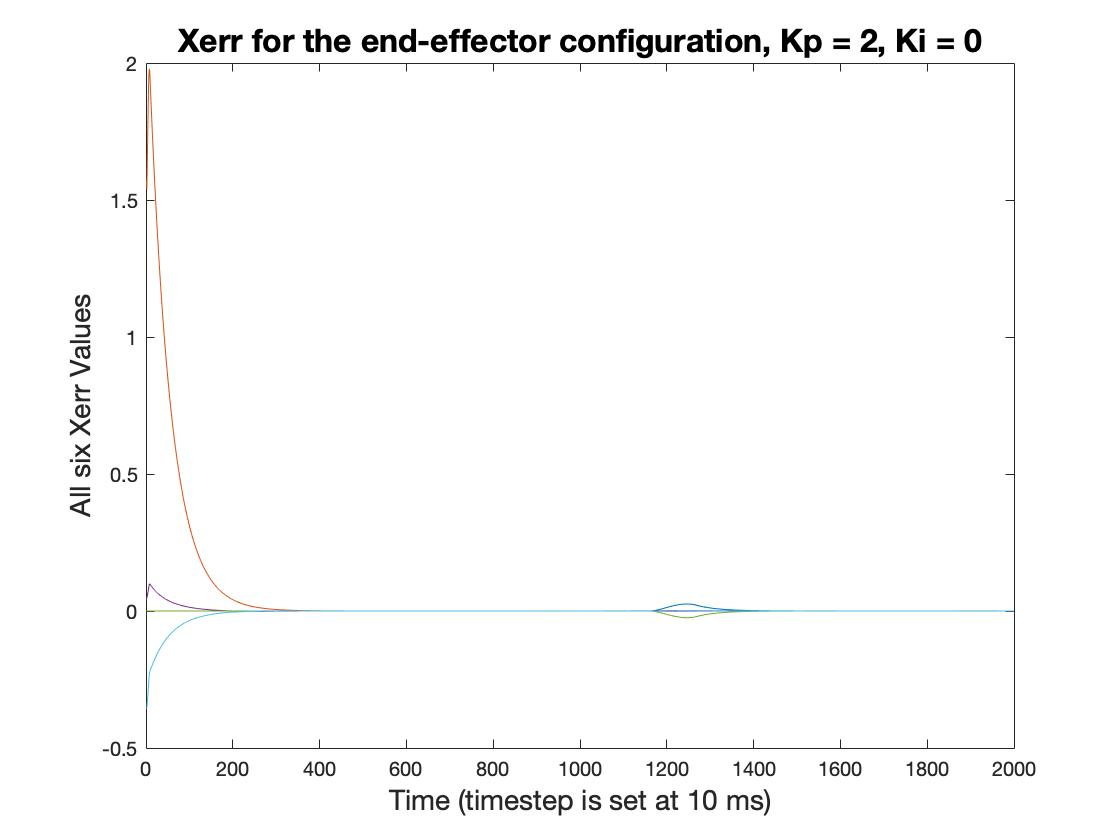 Xerr for the end-effector configuration, Kp = 2, Ki = 0
2
1.5
1
0.5
0
-0.5
All six Xerr Values
0 200 400 600 800 1000 1200 1400 1600 1800 2000
Time (timestep is set at 10 ms)